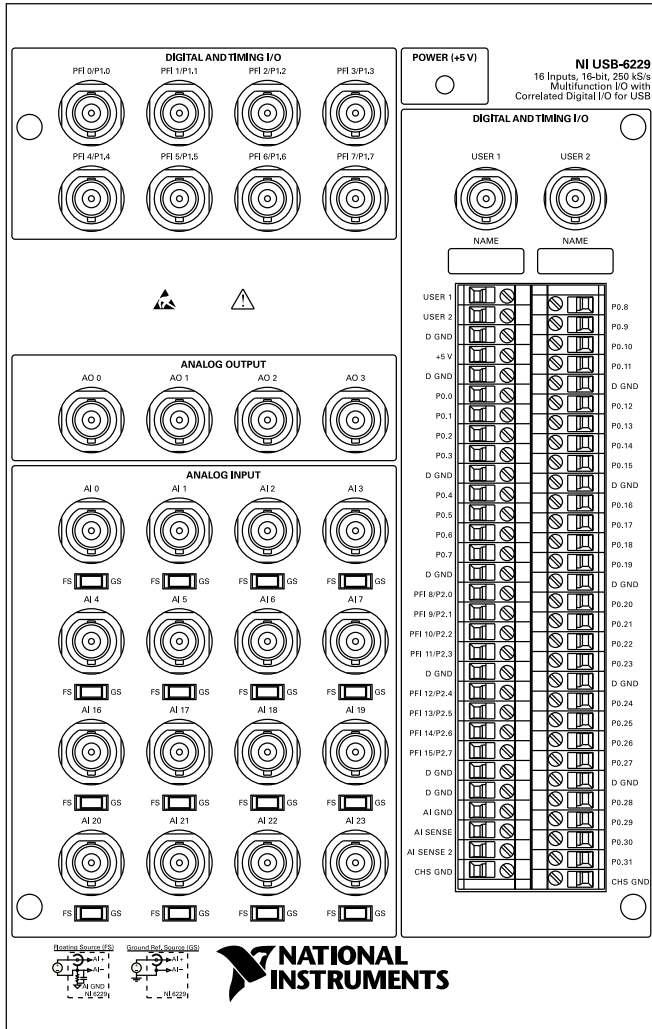 DIGITAL AND TIMING I/O
PFI 0/P1.0 PFI 1/P1.1 PFI 2/P1.2 PFI 3/P1.3
PFI 4/P1.4 PFI 5/P1.5 PFI 6/P1.6 PFI 7/P1.7
POWER (+5 V)
NI USB-6229
16 Inputs, 16-bit, 250 kS/s
Multifunction I/O with
Correlated Digital I/O for USB
ANALOG OUTPUT
AO 0 AO 1 AO 2 AO 3
ANALOG INPUT
AI 0 AI 1 AI 2 AI 3
FS GS FS GS FS GS FS GS
AI 4 AI 5 AI 6 AI 7
FS GS FS GS FS GS FS GS
AI 16 AI 17 AI 18 AI 19
FS GS FS GS FS GS FS GS
AI 20 AI 21 AI 22 AI 23
FS GS FS GS FS GS FS GS
DIGITAL AND TIMING I/O
USER 1 USER 2
NAME NAME
USER 1
USER 2
D GND
+5 V
D GND
P0.0
P0.1
P0.2
P0.3
D GND
P0.4
P0.5
P0.6
P0.7
D GND
PFI 8/P2.0
PFI 9/P2.1
PFI 10/P2.2
PFI 11/P2.3
D GND
PFI 12/P2.4
PFI 13/P2.5
PFI 14/P2.6
PFI 15/P2.7
D GND
D GND
AI GND
AI SENSE
AI SENSE 2
CHS GND
P0.8
P0.9
P0.10
P0.11
D GND
P0.12
P0.13
P0.14
P0.15
D GND
P0.16
P0.17
P0.18
P0.19
D GND
P0.20
P0.21
P0.22
P0.23
D GND
P0.24
P0.25
P0.26
P0.27
D GND
P0.28
P0.29
P0.30
P0.31
CHS GND
Floating Source (FS)
AI+
AI−
AI GND
NI 6229
Ground Ref. Source (GS)
AI+
AI−
NI 6229
NATIONAL
INSTRUMENTS